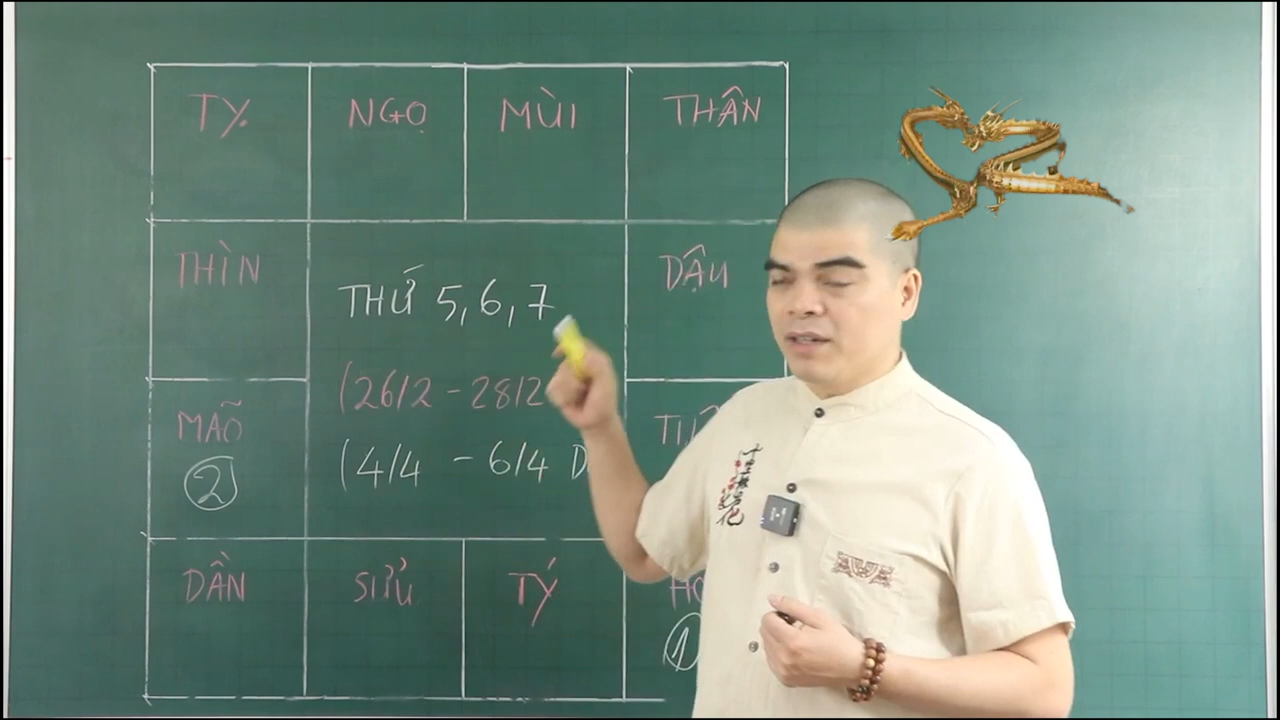 TỴ
NGỌ
MÙI
THÂN
THÌN
DẬU
THỨ 5, 6, 7
(26/2 - 28/2
(4/4 - 6/4 D
MÃO
2
DẦN
SỬU
TÝ
1